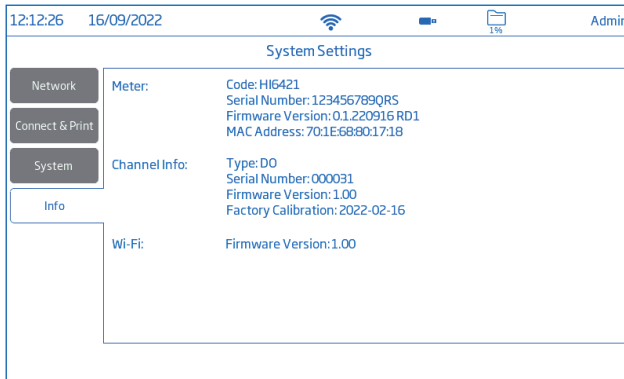 12:12:26 16/09/2022 1% Admin
System Settings
Network
Connect & Print
System
Info
Meter: Code: HI6421
Serial Number: 123456789QRS
Firmware Version: 0.1.220916 RD1
MAC Address: 70:1E:68:80:17:18
Channel Info: Type: DO
Serial Number: 000031
Firmware Version: 1.00
Factory Calibration: 2022-02-16
Wi-Fi: Firmware Version: 1.00